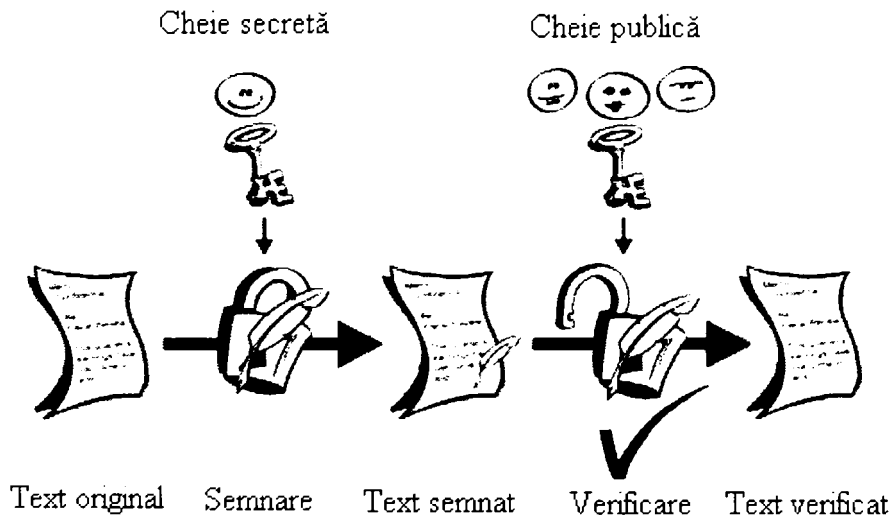 Cheie secretă
Cheie publică
Text original
Semnare
Text semnat
Verificare
Text verificat